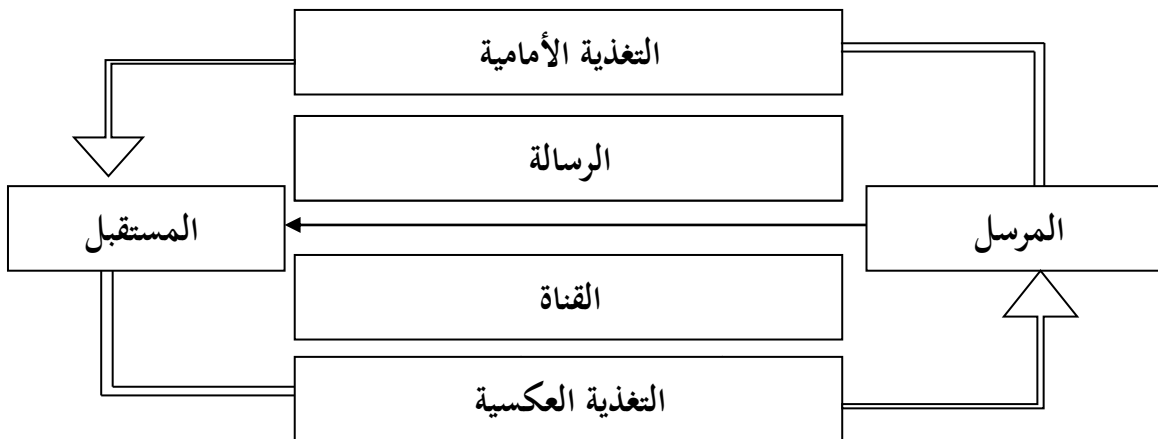 التغذية الأمامية
الرسالة
المرسل
المستقبل
القناة
التغذية العكسية